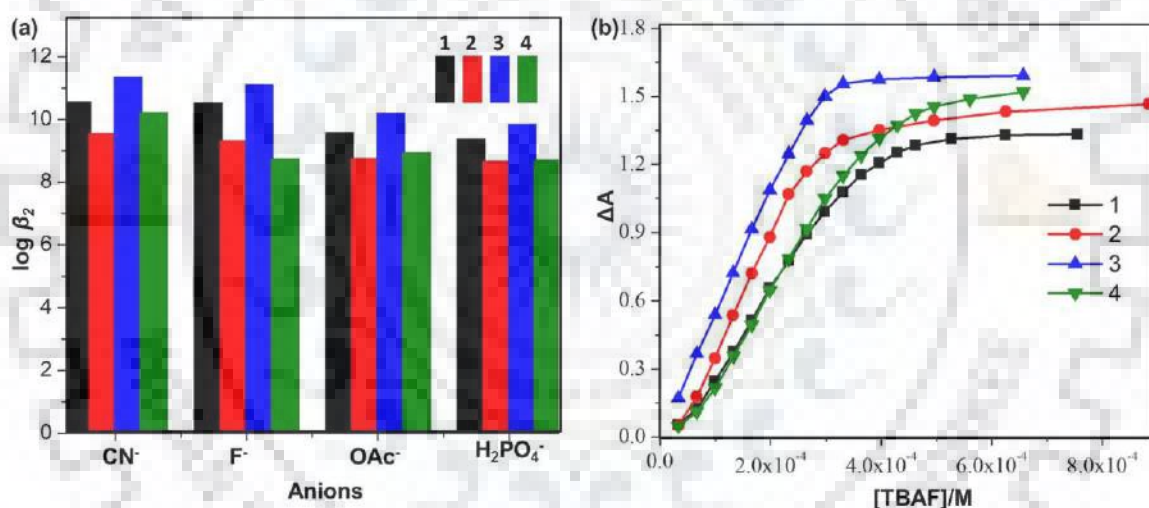 (a)
12
10
8
6
4
2
0
log β₂
1 2 3 4
CN⁻ F⁻ OAc⁻ H₂PO₄⁻
Anions
(b)
1.8
1.5
1.2
0.9
0.6
0.3
0.0
ΔA
1
2
3
4
0.0 2.0x10⁻⁴ 4.0x10⁻⁴ 6.0x10⁻⁴ 8.0x10⁻⁴
[TBAF]/M